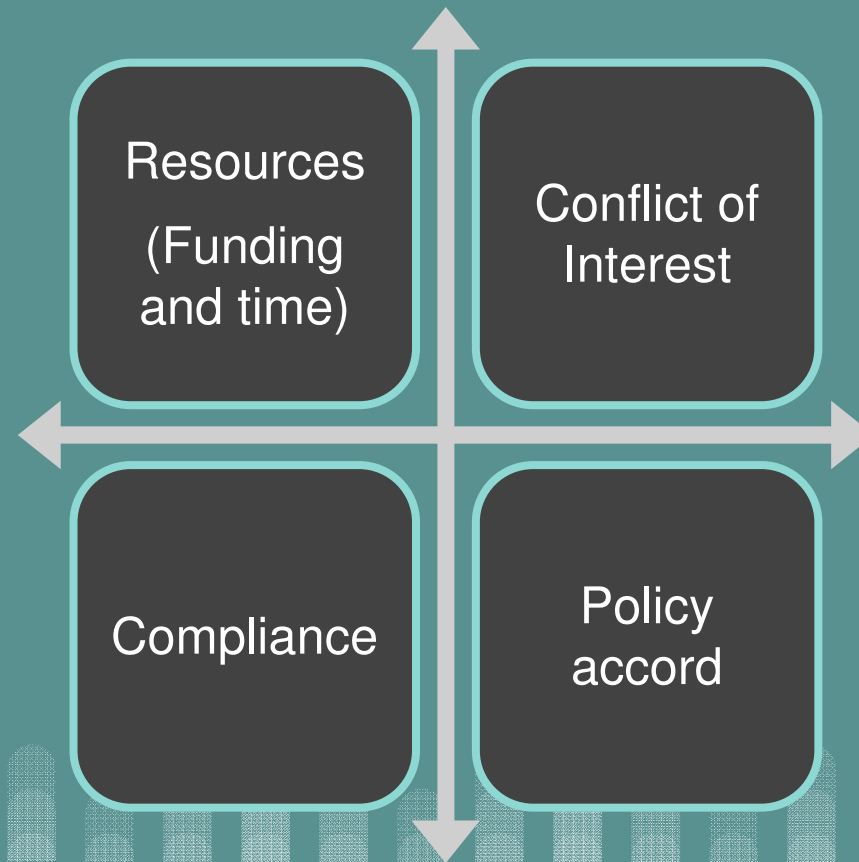 Resources
(Funding
and time)
Conflict of
Interest
Compliance
Policy
accord